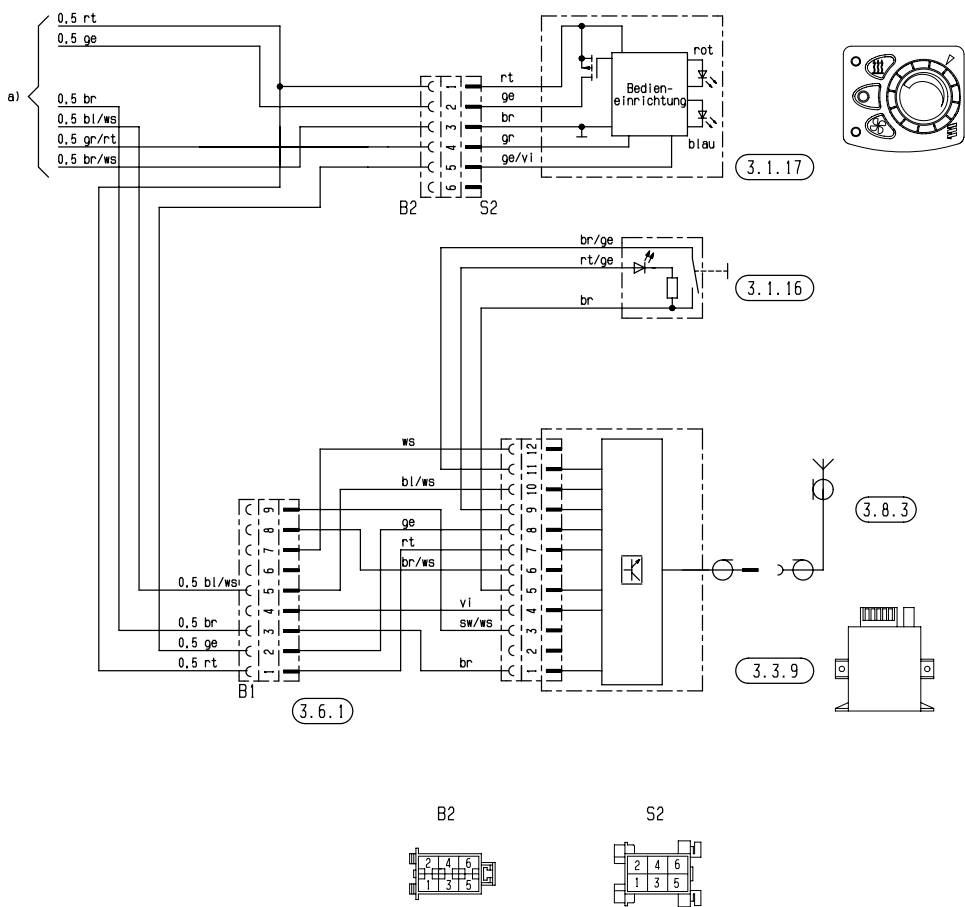 0,5 rt
0,5 ge
a)
0,5 br
0,5 bl/ws
0,5 gr/rt
0,5 br/ws
rt
ge
br
gr
ge/vi
1
2
3
4
5
6
B2
S2
Bedien-
einrichtung
rot
blau
3.1.17
br/ge
rt/ge
br
3.1.16
ws
bl/ws
ge
rt
br/ws
vi
sw/ws
br
12
11
10
9
8
7
6
5
4
3
2
1
9
8
7
6
5
4
3
2
1
0,5 bl/ws
0,5 br
0,5 ge
0,5 rt
B1
3.6.1
3.8.3
3.3.9
B2
S2
2 4 6
1 3 5
2 4 6
1 3 5